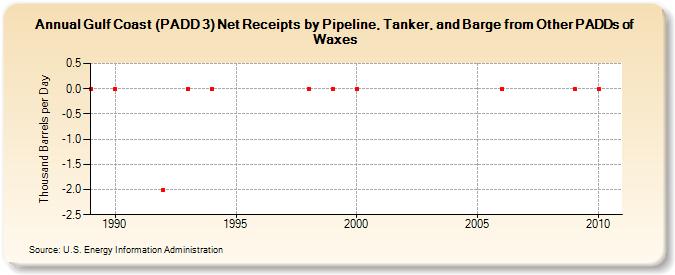 Annual Gulf Coast (PADD 3) Net Receipts by Pipeline, Tanker, and Barge from Other PADDs of
Waxes
Thousand Barrels per Day
0.5
0.0
-0.5
-1.0
-1.5
-2.0
-2.5
1990 1995 2000 2005 2010
Source: U.S. Energy Information Administration